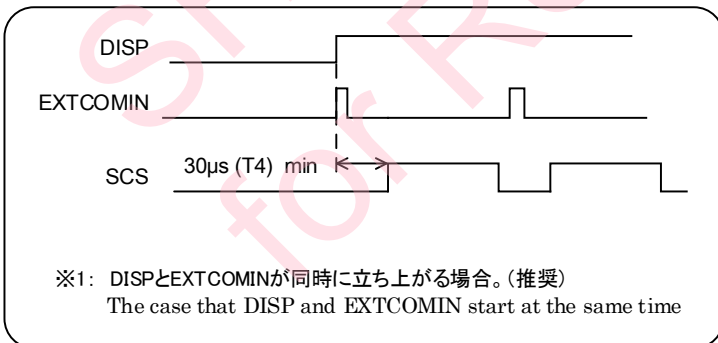 DISP
EXTCOMIN
SCS
30µs (T4) min
※1: DISPとEXTCOMINが同時に立ち上がる場合。(推奨)
The case that DISP and EXTCOMIN start at the same time
for R